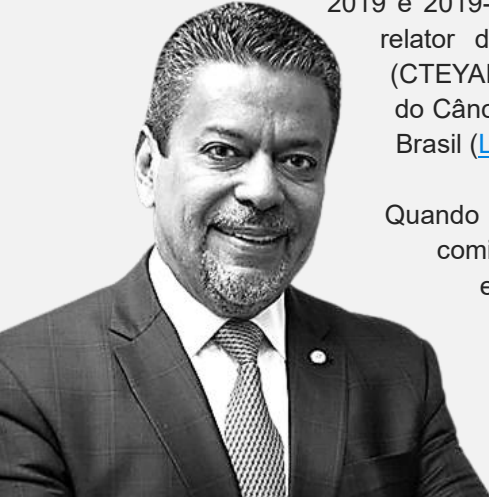 2019 e 2019-
relator d
(CTEYA
do Cânc
Brasil (L
Quando
comi
e